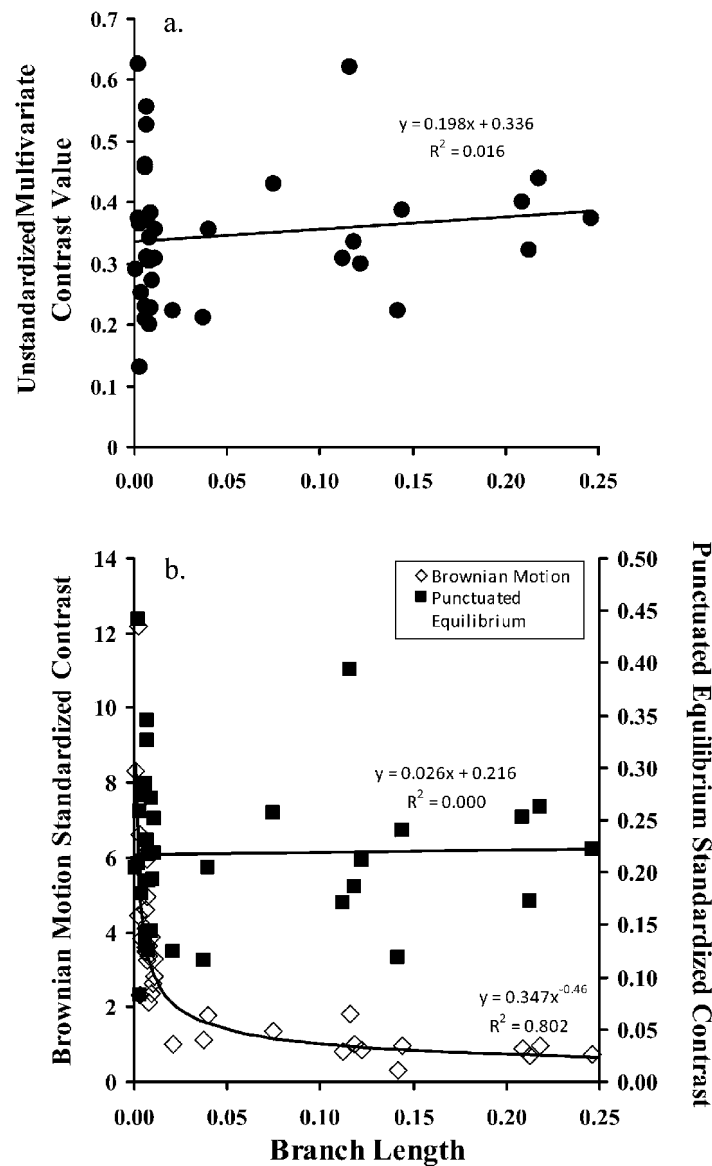 a.
Unstandardized Multivariate
Contrast Value
0.7
0.6
0.5
0.4
0.3
0.2
0.1
0
y = 0.198x + 0.336
R² = 0.016
0.00 0.05 0.10 0.15 0.20 0.25
b.
Brownian Motion Standardized Contrast
14
12
10
8
6
4
2
0
Brownian Motion
Punctuated
Equilibrium
y = 0.026x + 0.216
R² = 0.000
y = 0.347x^-0.46
R² = 0.802
0.50
0.45
0.40
0.35
0.30
0.25
0.20
0.15
0.10
0.05
0.00
Punctuated Equilibrium Standardized Contrast
0.00 0.05 0.10 0.15 0.20 0.25
Branch Length